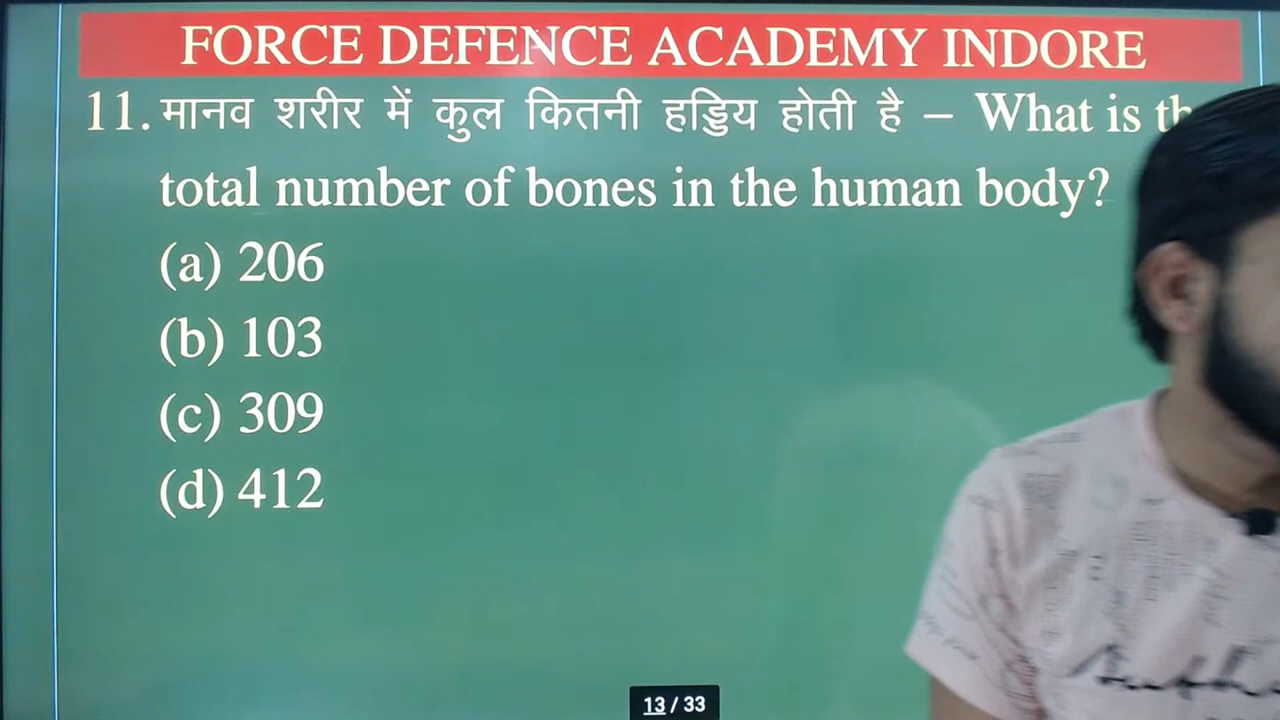 FORCE DEFENCE ACADEMY INDORE
11. मानव शरीर में कुल कितनी हड्डिय होती है – What is
total number of bones in the human body?
(a) 206
(b) 103
(c) 309
(d) 412
13 / 33